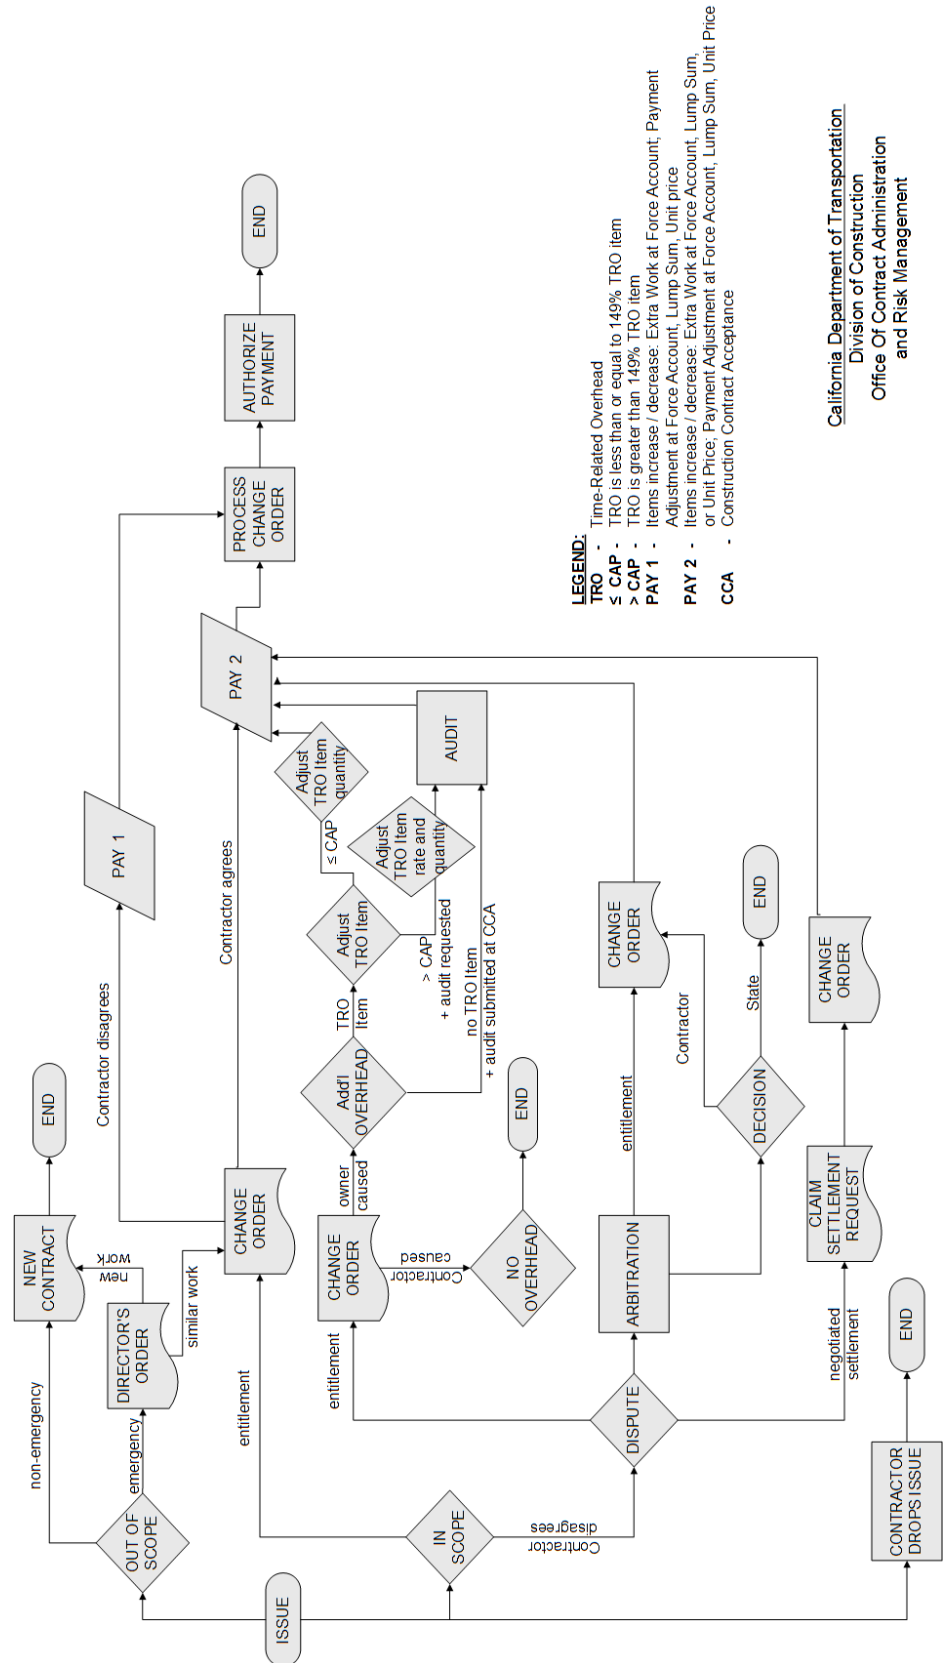 ISSUE
OUT OF
SCOPE
non-emergency
emergency
NEW
CONTRACT
END
DIRECTOR'S
ORDER
new
work
similar work
IN
SCOPE
entitlement
CHANGE
ORDER
Contractor disagrees
PAY 1
Contractor agrees
PAY 2
PROCESS
CHANGE
ORDER
AUTHORIZE
PAYMENT
END
Contractor
disagrees
DISPUTE
entitlement
CHANGE
ORDER
owner
caused
Contractor
caused
NO
OVERHEAD
END
Add'l
OVERHEAD
TRO
Item
Adjust
TRO Item
≤ CAP
Adjust
TRO Item
quantity
> CAP
+ audit requested
Adjust
TRO Item
rate and
quantity
no TRO Item
+ audit submitted at CCA
AUDIT
ARBITRATION
entitlement
CHANGE
ORDER
DECISION
Contractor
State
END
negotiated
settlement
CLAIM
SETTLEMENT
REQUEST
CHANGE
ORDER
CONTRACTOR
DROPS ISSUE
END
LEGEND:
TRO - Time-Related Overhead
≤ CAP - TRO is less than or equal to 149% TRO item
> CAP - TRO is greater than 149% TRO item
PAY 1 - Items increase / decrease: Extra Work at Force Account; Payment
Adjustment at Force Account, Lump Sum, Unit price
PAY 2 - Items increase / decrease: Extra Work at Force Account, Lump Sum,
or Unit Price; Payment Adjustment at Force Account, Lump Sum, Unit Price
CCA - Construction Contract Acceptance
California Department of Transportation
Division of Construction
Office Of Contract Administration
and Risk Management